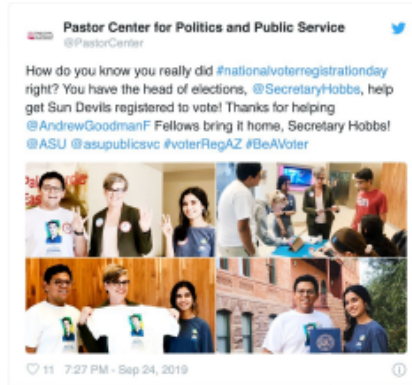 Pastor Center for Politics and Public Service
@PastorCenter
How do you know you really did #nationalvoterregistrationday
right? You have the head of elections, @SecretaryHobbs, help
get Sun Devils registered to vote! Thanks for helping
@AndrewGoodmanF Fellows bring it home, Secretary Hobbs!
@ASU @asupublicsvc #voterRegAZ #BeAVoter
11 7:27 PM - Sep 24, 2019